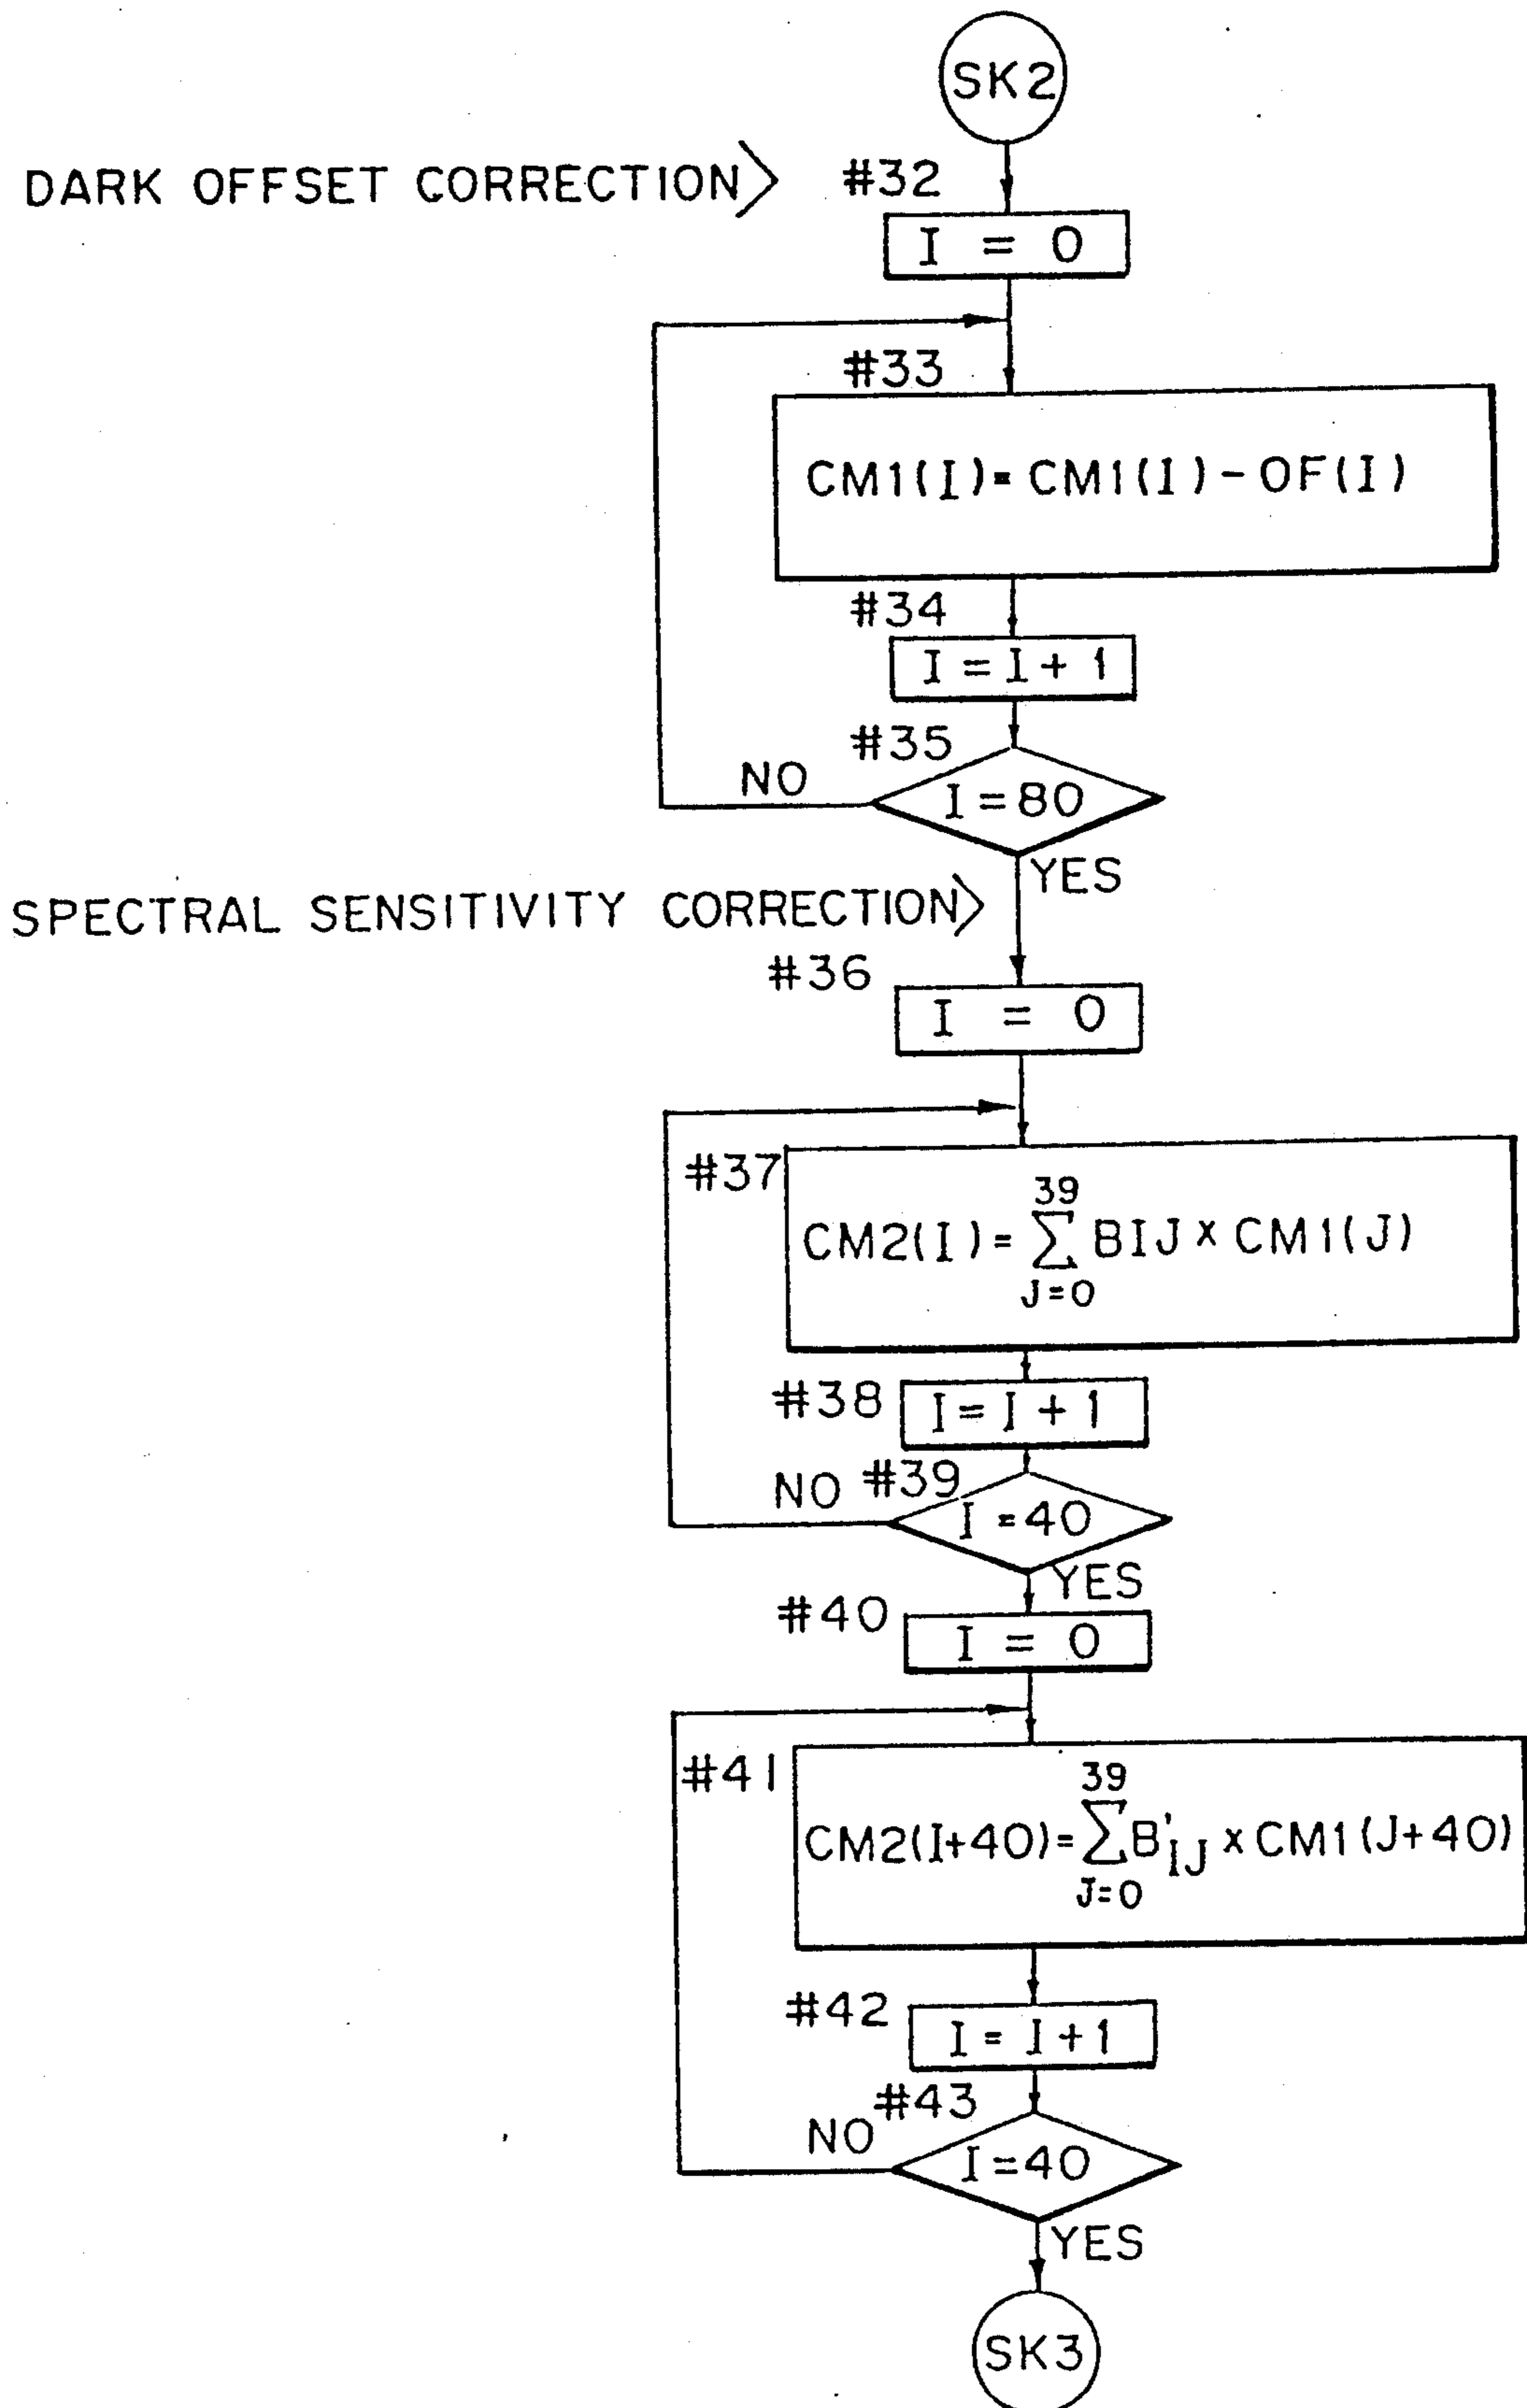 SK2
DARK OFFSET CORRECTION> #32
I = 0
#33
CM1(I) = CM1(I) - OF(I)
#34
I = I + 1
#35
NO
I = 80
YES
SPECTRAL SENSITIVITY CORRECTION>
#36
I = 0
#37
39
CM2(I) = ∑ BIJ × CM1(J)
J=0
#38
I = I + 1
NO #39
I = 40
YES
#40
I = 0
#41
39
CM2(I+40) = ∑ B'IJ × CM1(J+40)
J=0
#42
I = I + 1
#43
NO
I = 40
YES
SK3